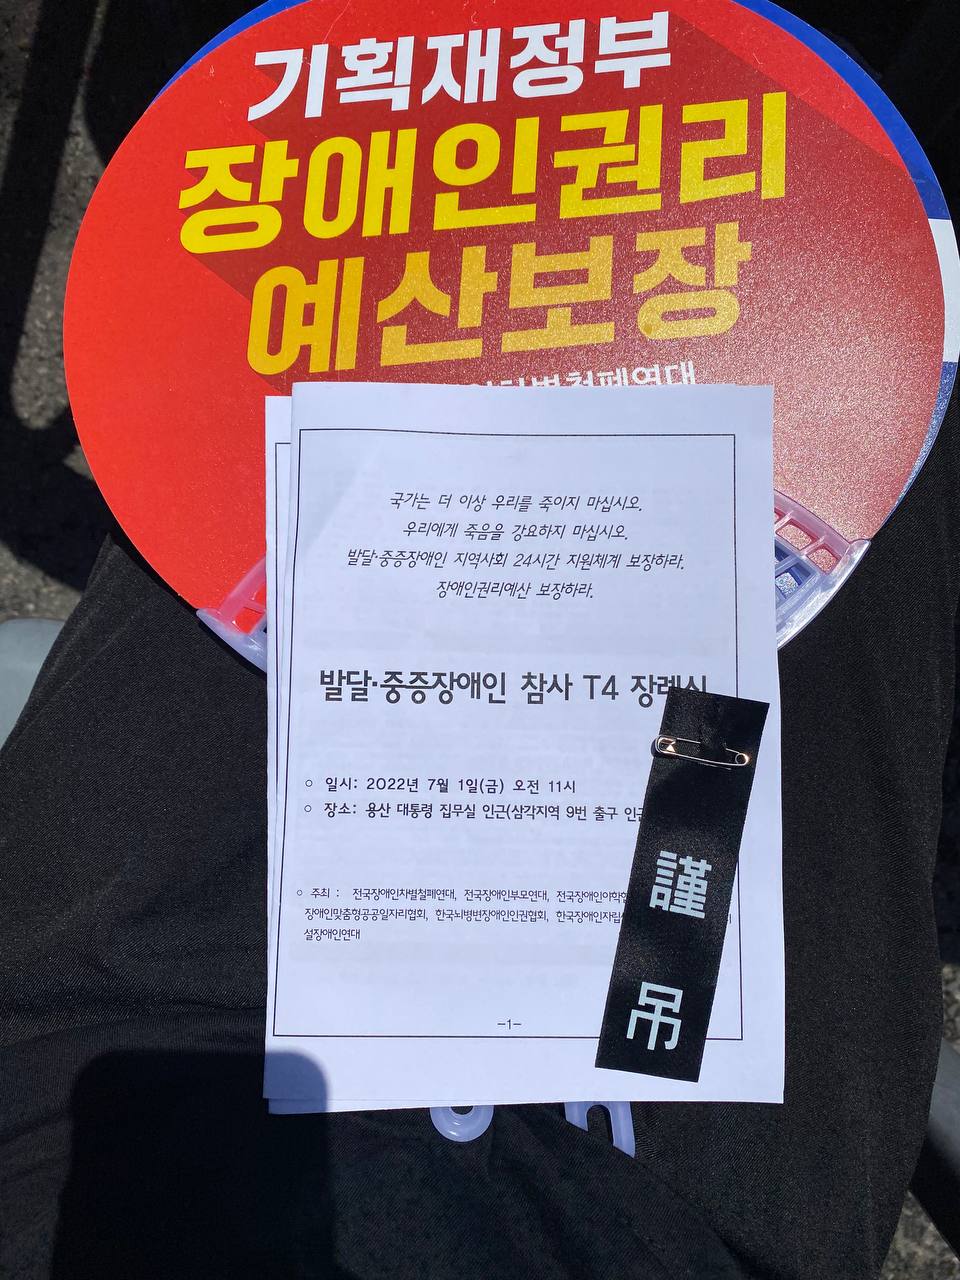 기획재정부
장애인권리
예산보장
국가는 더 이상 우리를 죽이지 마십시오.
우리에게 죽음을 강요하지 마십시오.
발달·중증장애인 지역사회 24시간 지원체계 보장하라.
장애인권리예산 보장하라.
발달·중증장애인 참사 T4 장례식
○ 일시: 2022년 7월 1일(금) 오전 11시
○ 장소: 용산 대통령 집무실 인근(삼각지역 9번 출구
○ 주최 : 전국장애인차별철폐연대, 전국장애인부모연대,
장애인맞춤형공공일자리협회, 한국뇌병변장애인인권협회,
설장애인연대
-1-
謹
弔